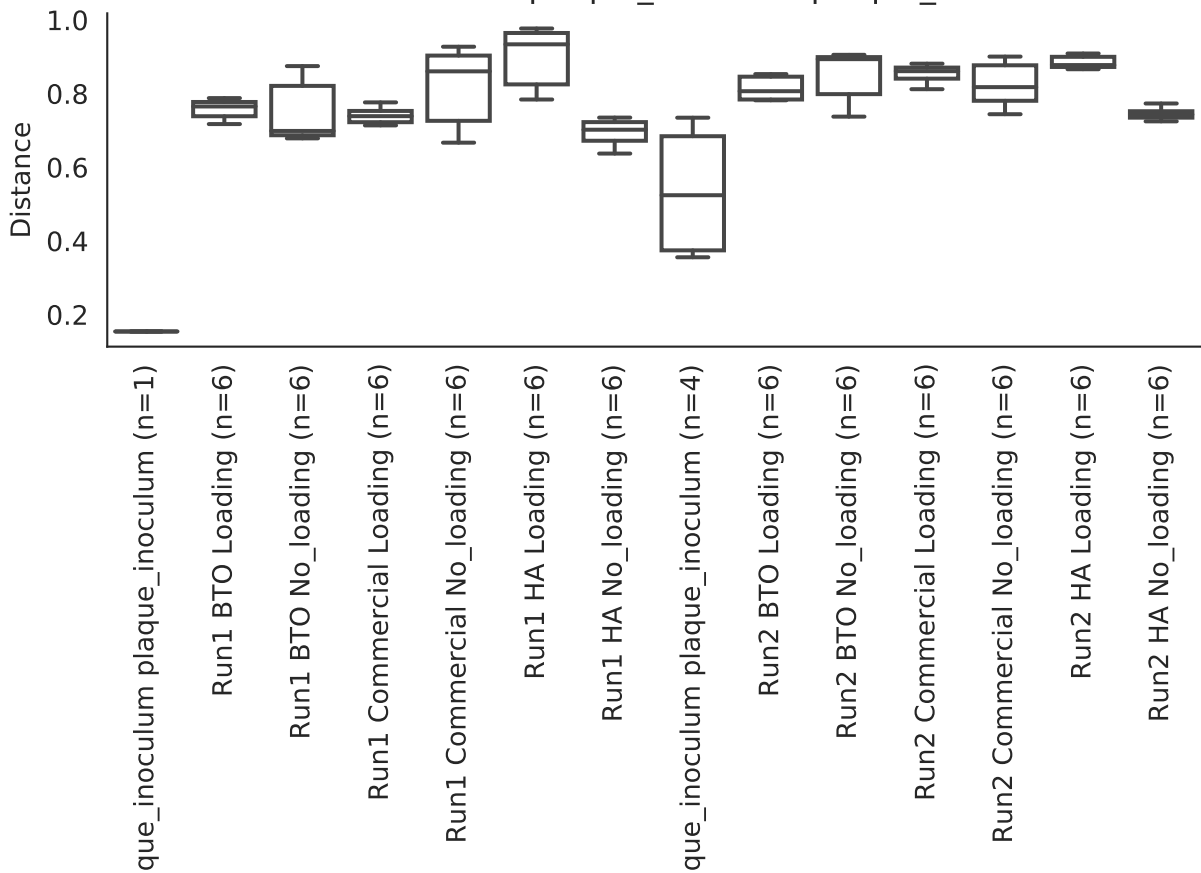 1.0
0.8
0.6
0.4
0.2
Distance
que_inoculum plaque_inoculum (n=1)
Run1 BTO Loading (n=6)
Run1 BTO No_loading (n=6)
Run1 Commercial Loading (n=6)
Run1 Commercial No_loading (n=6)
Run1 HA Loading (n=6)
Run1 HA No_loading (n=6)
que_inoculum plaque_inoculum (n=4)
Run2 BTO Loading (n=6)
Run2 BTO No_loading (n=6)
Run2 Commercial Loading (n=6)
Run2 Commercial No_loading (n=6)
Run2 HA Loading (n=6)
Run2 HA No_loading (n=6)